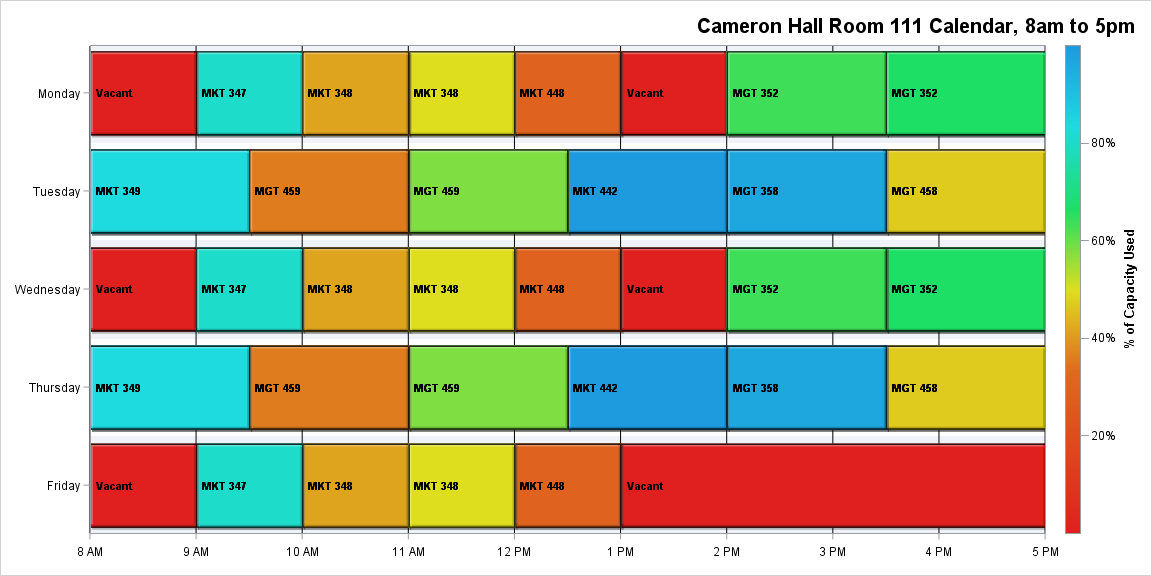 Cameron Hall Room 111 Calendar, 8am to 5pm
Monday Vacant MKT 347 MKT 348 MKT 348 MKT 448 Vacant MGT 352 MGT 352
80%
Tuesday MKT 349 MGT 459 MGT 459 MKT 442 MGT 358 MGT 458
60%
Wednesday Vacant MKT 347 MKT 348 MKT 348 MKT 448 Vacant MGT 352 MGT 352
% of Capacity Used
40%
Thursday MKT 349 MGT 459 MGT 459 MKT 442 MGT 358 MGT 458
20%
Friday Vacant MKT 347 MKT 348 MKT 348 MKT 448 Vacant
8 AM 9 AM 10 AM 11 AM 12 PM 1 PM 2 PM 3 PM 4 PM 5 PM